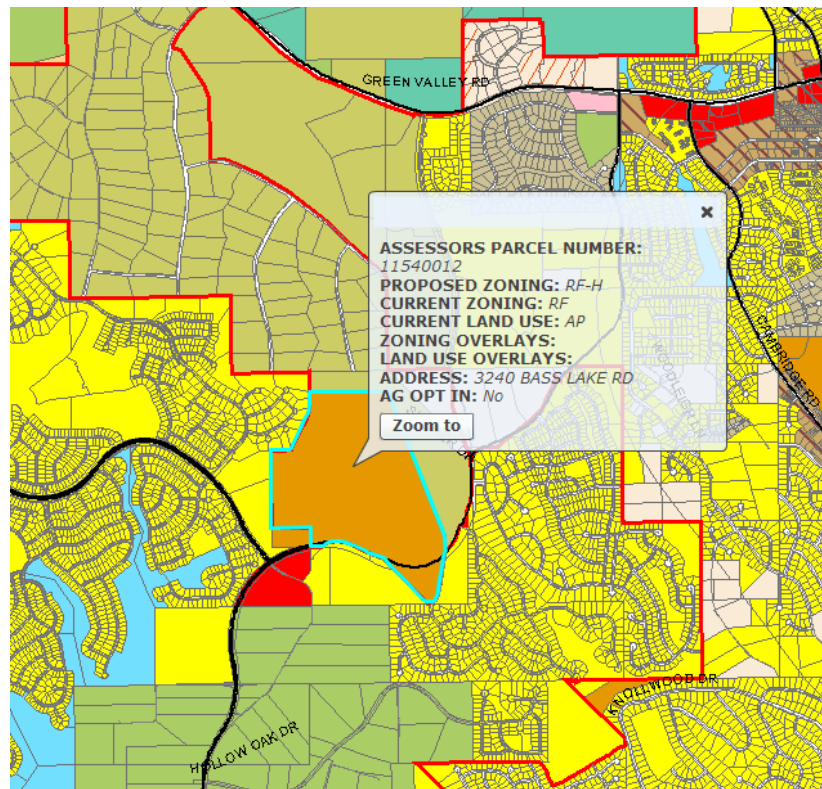 GREEN VALLEY RD
×
ASSESSORS PARCEL NUMBER:
11540012
PROPOSED ZONING: RF-H
CURRENT ZONING: RF
CURRENT LAND USE: AP
ZONING OVERLAYS:
LAND USE OVERLAYS:
ADDRESS: 3240 BASS LAKE RD
AG OPT IN: No
Zoom to
CAMBRIDGE RD
KNOLLWOOD DR
HOLLOW OAK DR